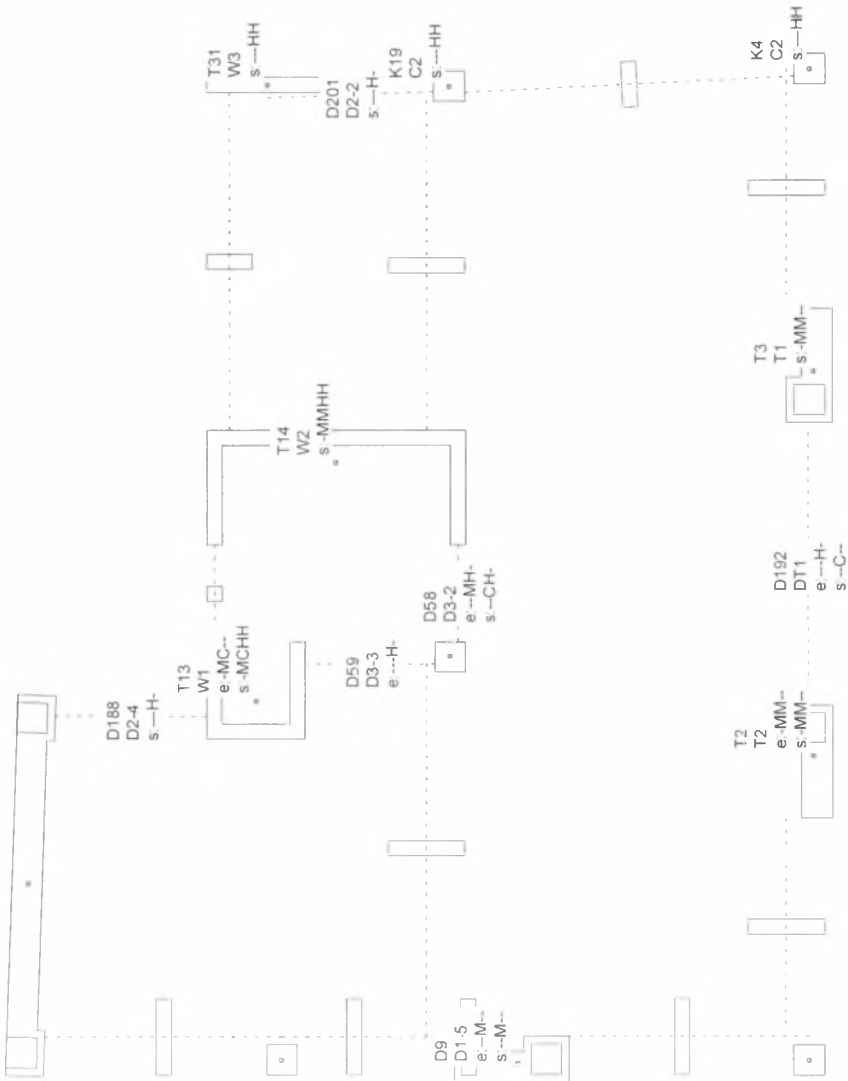 T31
W3
s:---HH
D201
D2-2
s:---H-
K19
C2
s:---HH
K4
C2
s:---HH
T14
W2
s:-MMHH
T3
T1
s:-MM--
D58
D3-2
e:--MH-
s:--CH-
D192
DT1
e:---H-
s:--C--
T13
W1
e:-MC--
s:-MCHH
D59
D3-3
e:---H-
D188
D2-4
s:---H-
T2
T2
e:-MM--
s:-MM--
D9
D1-5
e:--M--
s:--M--